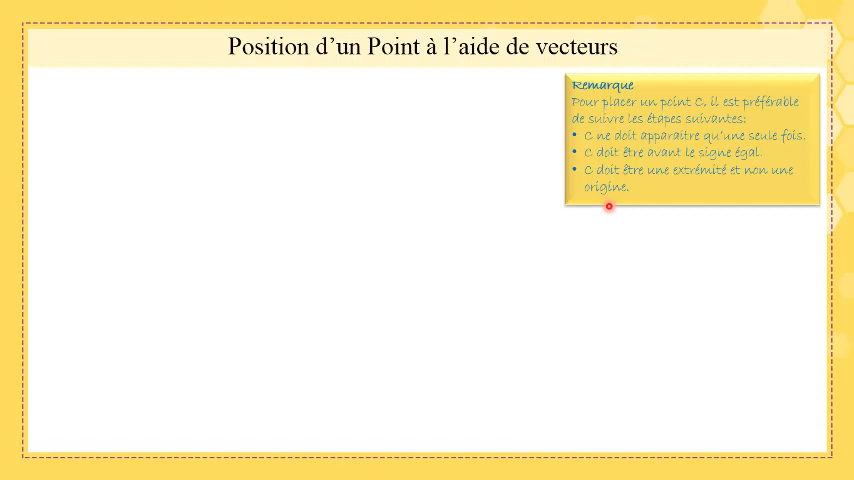 Position d’un Point à l’aide de vecteurs
Remarque
Pour placer un point C, il est préférable
de suivre les étapes suivantes:
• C ne doit apparaitre qu’une seule fois.
• C doit être avant le signe égal.
• C doit être une extrémité et non une
origine.